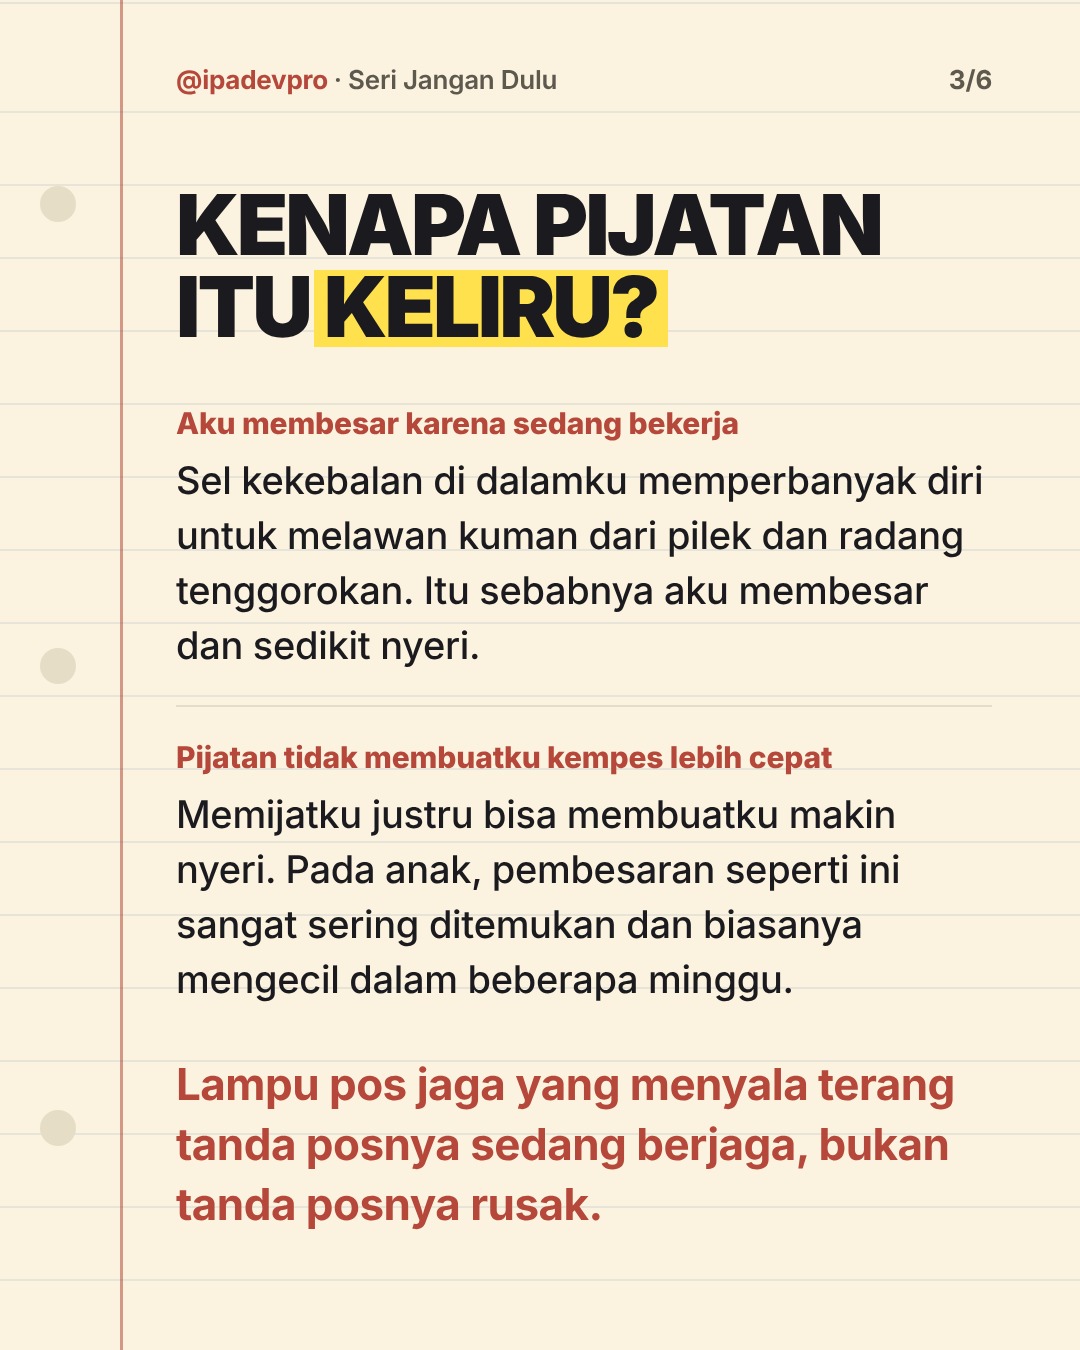 @ipadevpro · Seri Jangan Dulu
3/6
KENAPA PIJATAN
ITU KELIRU?
Aku membesar karena sedang bekerja
Sel kekebalan di dalamku memperbanyak diri
untuk melawan kuman dari pilek dan radang
tenggorokan. Itu sebabnya aku membesar
dan sedikit nyeri.
Pijatan tidak membuatku kempes lebih cepat
Memijatku justru bisa membuatku makin
nyeri. Pada anak, pembesaran seperti ini
sangat sering ditemukan dan biasanya
mengecil dalam beberapa minggu.
Lampu pos jaga yang menyala terang
tanda posnya sedang berjaga, bukan
tanda posnya rusak.